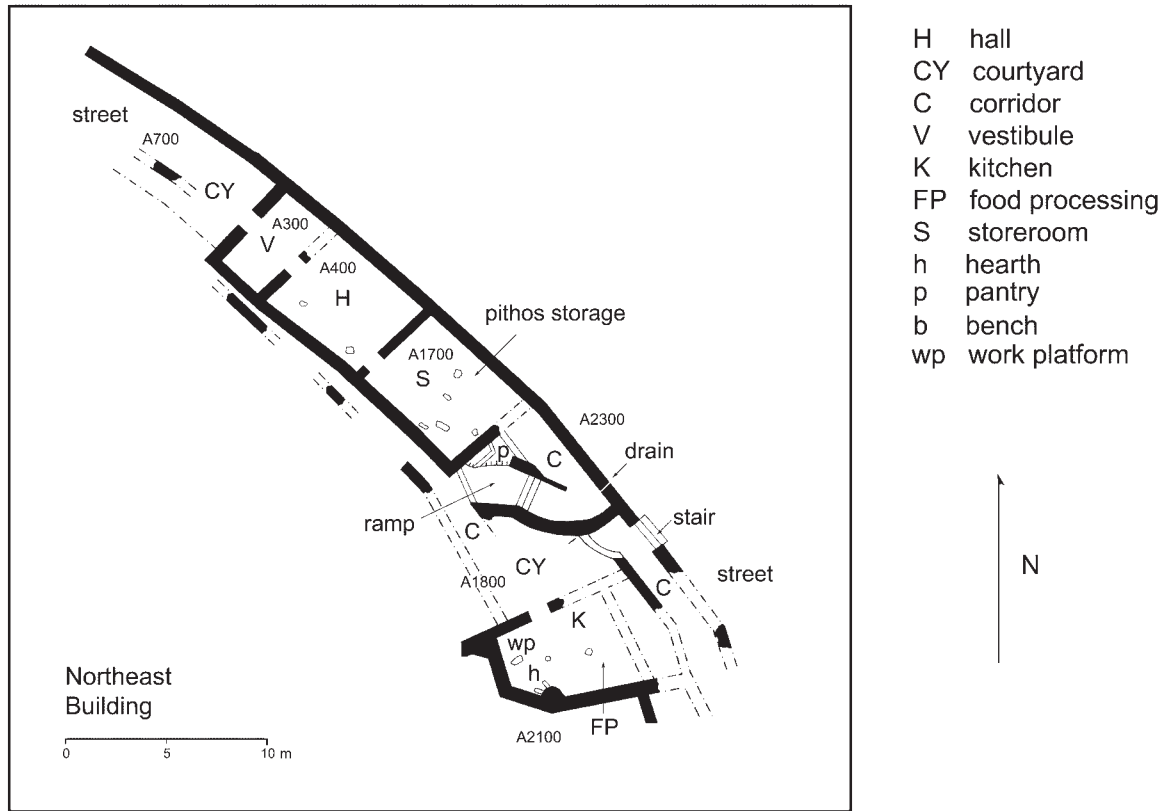 street
A700
CY
A300
V
A400
H
pithos storage
A1700
S
A2300
p
C
drain
ramp
C
stair
CY
street
A1800
C
K
wp
h
Northeast
Building
FP
A2100
0 5 10 m
H hall
CY courtyard
C corridor
V vestibule
K kitchen
FP food processing
S storeroom
h hearth
p pantry
b bench
wp work platform
N